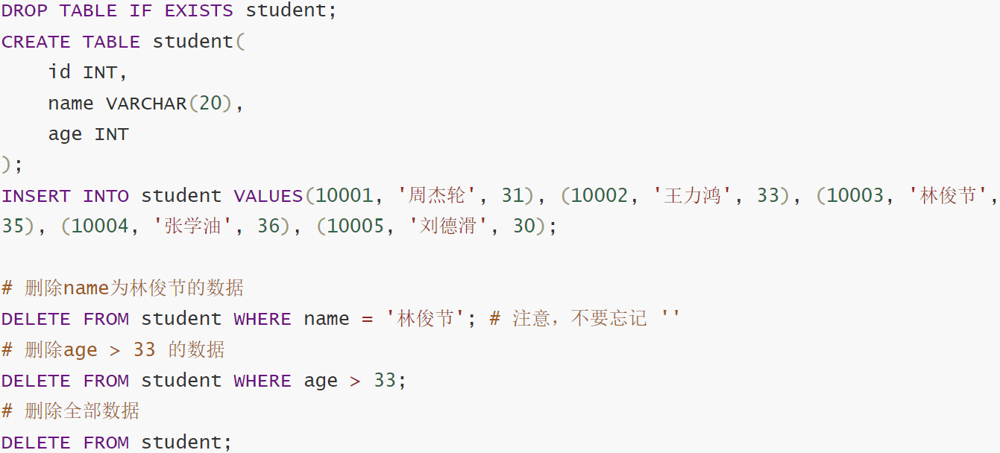 DROP TABLE IF EXISTS student;
CREATE TABLE student(
    id INT,
    name VARCHAR(20),
    age INT
);
INSERT INTO student VALUES(10001, '周杰轮', 31), (10002, '王力鸿', 33), (10003, '林俊节',
35), (10004, '张学油', 36), (10005, '刘德滑', 30);
# 删除name为林俊节的数据
DELETE FROM student WHERE name = '林俊节'; # 注意，不要忘记 ''
# 删除age > 33 的数据
DELETE FROM student WHERE age > 33;
# 删除全部数据
DELETE FROM student;